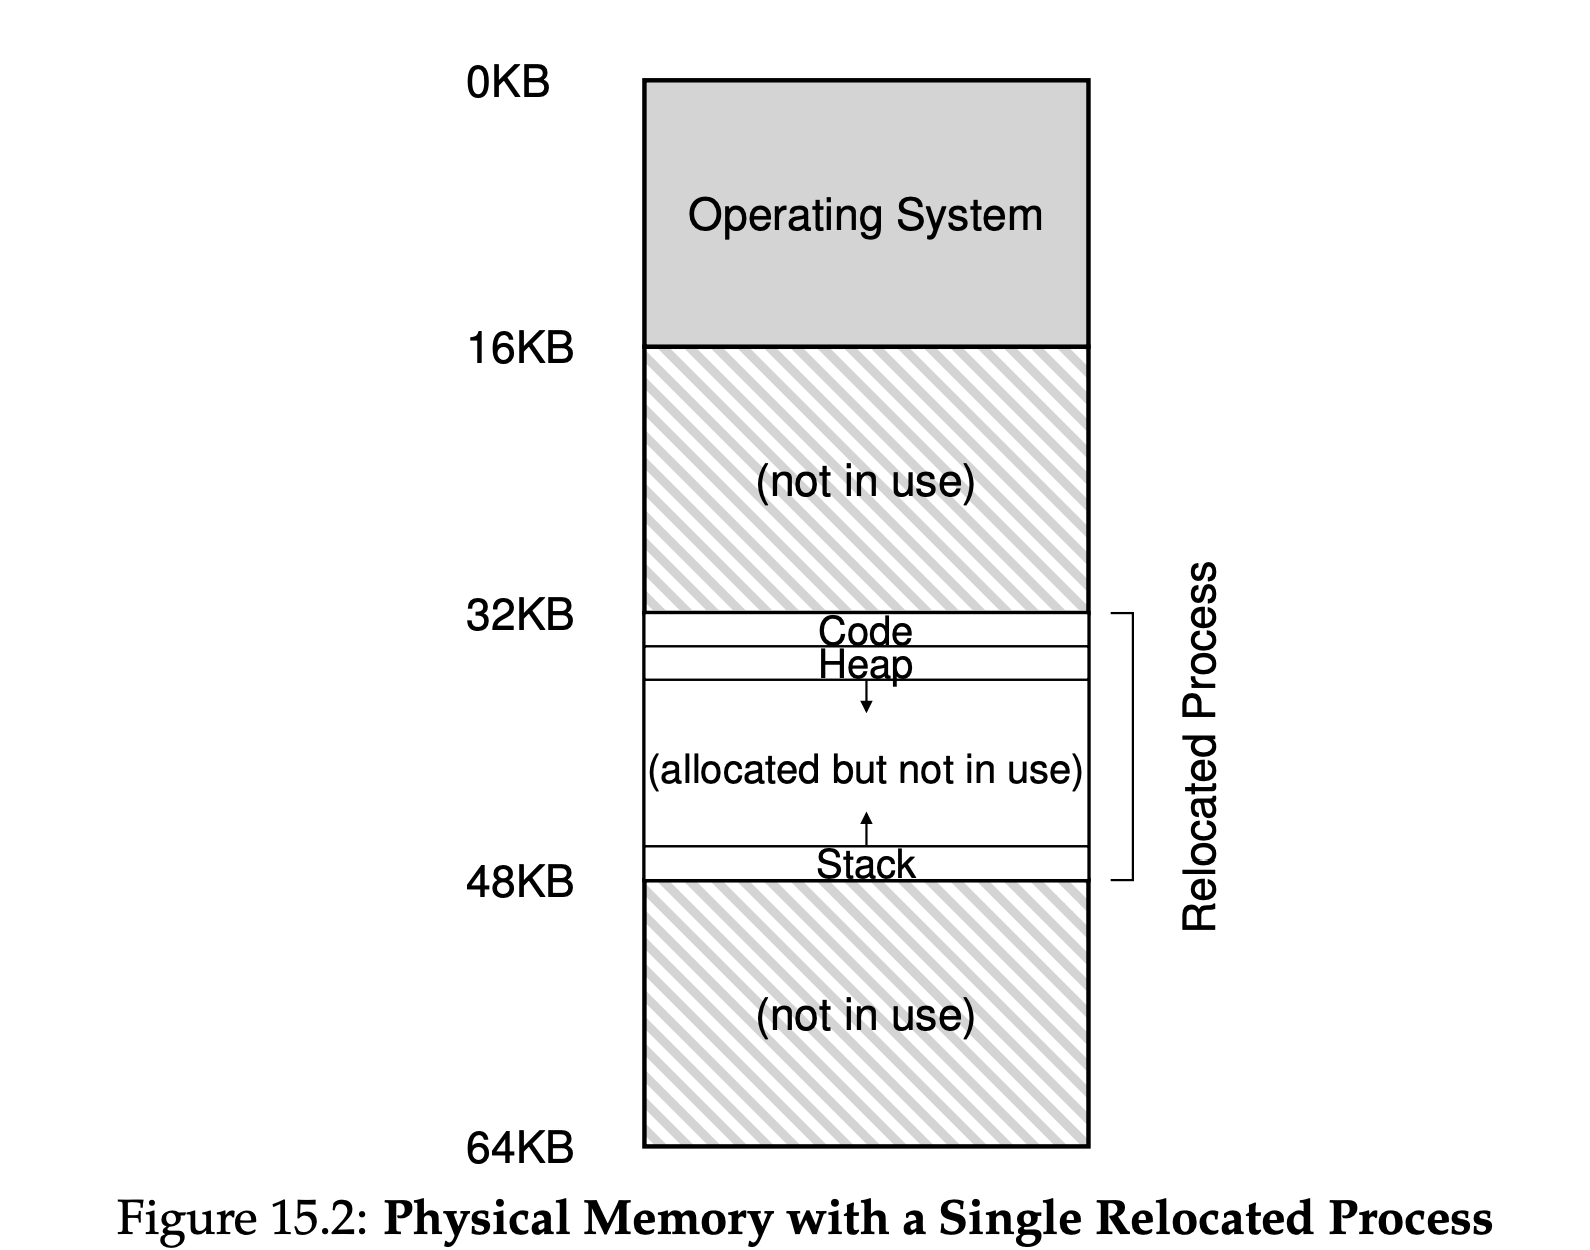 0KB
Operating System
16KB
(not in use)
32KB
Code
Heap
(allocated but not in use)
Stack
48KB
Relocated Process
(not in use)
64KB
Figure 15.2: Physical Memory with a Single Relocated Process